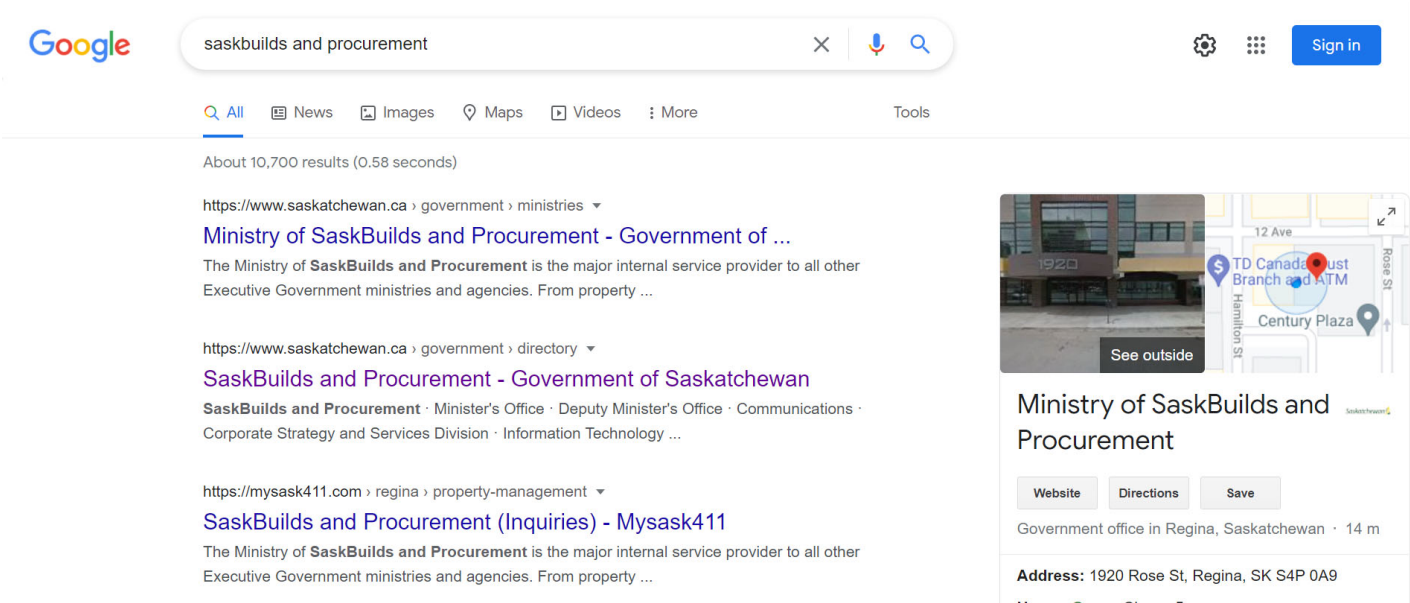 Google
saskbuilds and procurement
Sign in
All
News
Images
Maps
Videos
More
Tools
About 10,700 results (0.58 seconds)
https://www.saskatchewan.ca › government › ministries
Ministry of SaskBuilds and Procurement - Government of ...
The Ministry of SaskBuilds and Procurement is the major internal service provider to all other
Executive Government ministries and agencies. From property ...
https://www.saskatchewan.ca › government › directory
SaskBuilds and Procurement - Government of Saskatchewan
SaskBuilds and Procurement · Minister's Office · Deputy Minister's Office · Communications ·
Corporate Strategy and Services Division · Information Technology ...
https://mysask411.com › regina › property-management
SaskBuilds and Procurement (Inquiries) - Mysask411
The Ministry of SaskBuilds and Procurement is the major internal service provider to all other
Executive Government ministries and agencies. From property ...
1920
See outside
12 Ave
Rose St
TD Canada
Branch and ATM
Hamilton St
Century Plaza
Ministry of SaskBuilds and
Procurement
Saskatchewan
Website
Directions
Save
Government office in Regina, Saskatchewan · 14 m
Address: 1920 Rose St, Regina, SK S4P 0A9